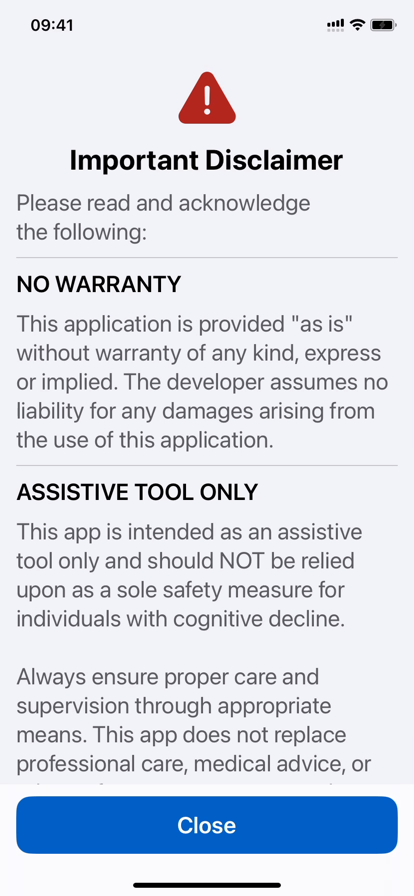 09:41
Important Disclaimer
Please read and acknowledge
the following:
NO WARRANTY
This application is provided "as is"
without warranty of any kind, express
or implied. The developer assumes no
liability for any damages arising from
the use of this application.
ASSISTIVE TOOL ONLY
This app is intended as an assistive
tool only and should NOT be relied
upon as a sole safety measure for
individuals with cognitive decline.
Always ensure proper care and
supervision through appropriate
means. This app does not replace
professional care, medical advice, or
Close